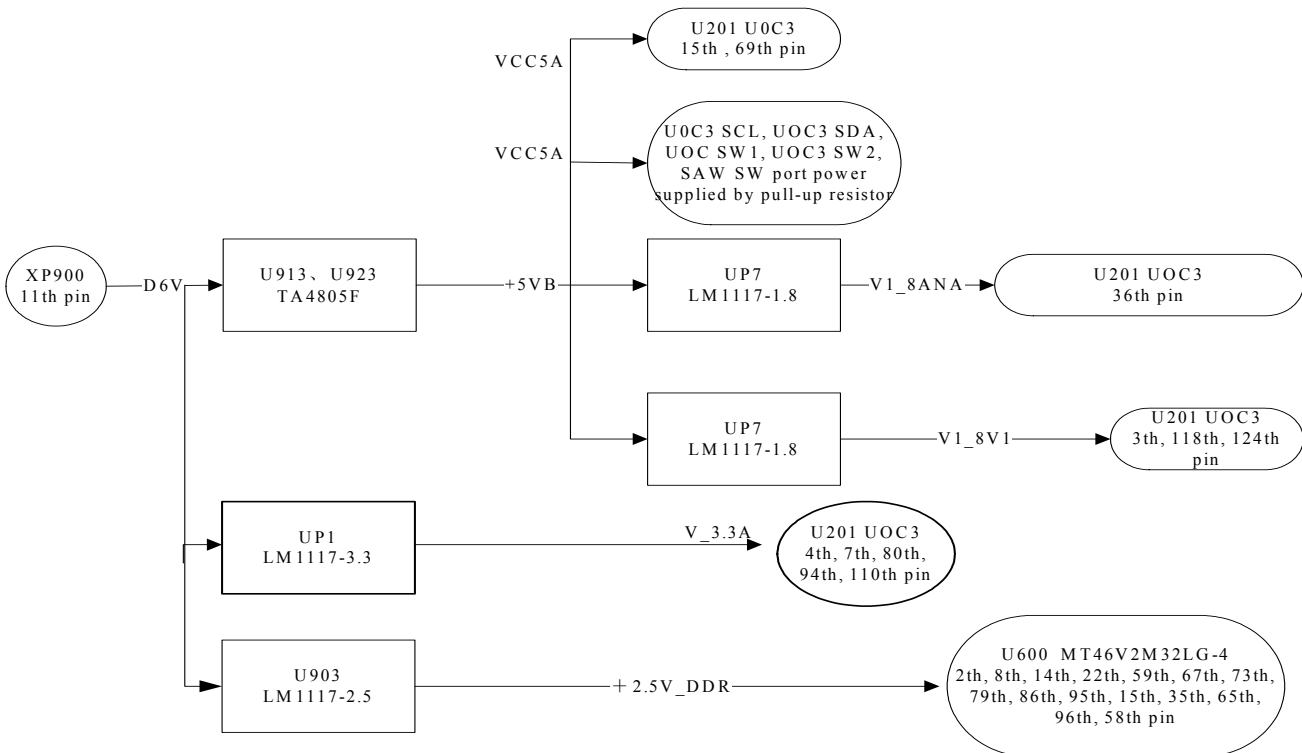 U201 U0C3
15th , 69th pin
VCC5A
U0C3 SCL, UOC3 SDA,
UOC SW1, UOC3 SW2,
SAW SW port power
supplied by pull-up resistor
VCC5A
XP900
11th pin
D6V
U913、U923
TA4805F
+5VB
UP7
LM1117-1.8
V1_8ANA
U201 UOC3
36th pin
UP7
LM1117-1.8
V1_8V1
U201 UOC3
3th, 118th, 124th
pin
UP1
LM1117-3.3
V_3.3A
U201 UOC3
4th, 7th, 80th,
94th, 110th pin
U903
LM1117-2.5
+2.5V_DDR
U600 MT46V2M32LG-4
2th, 8th, 14th, 22th, 59th, 67th, 73th,
79th, 86th, 95th, 15th, 35th, 65th,
96th, 58th pin